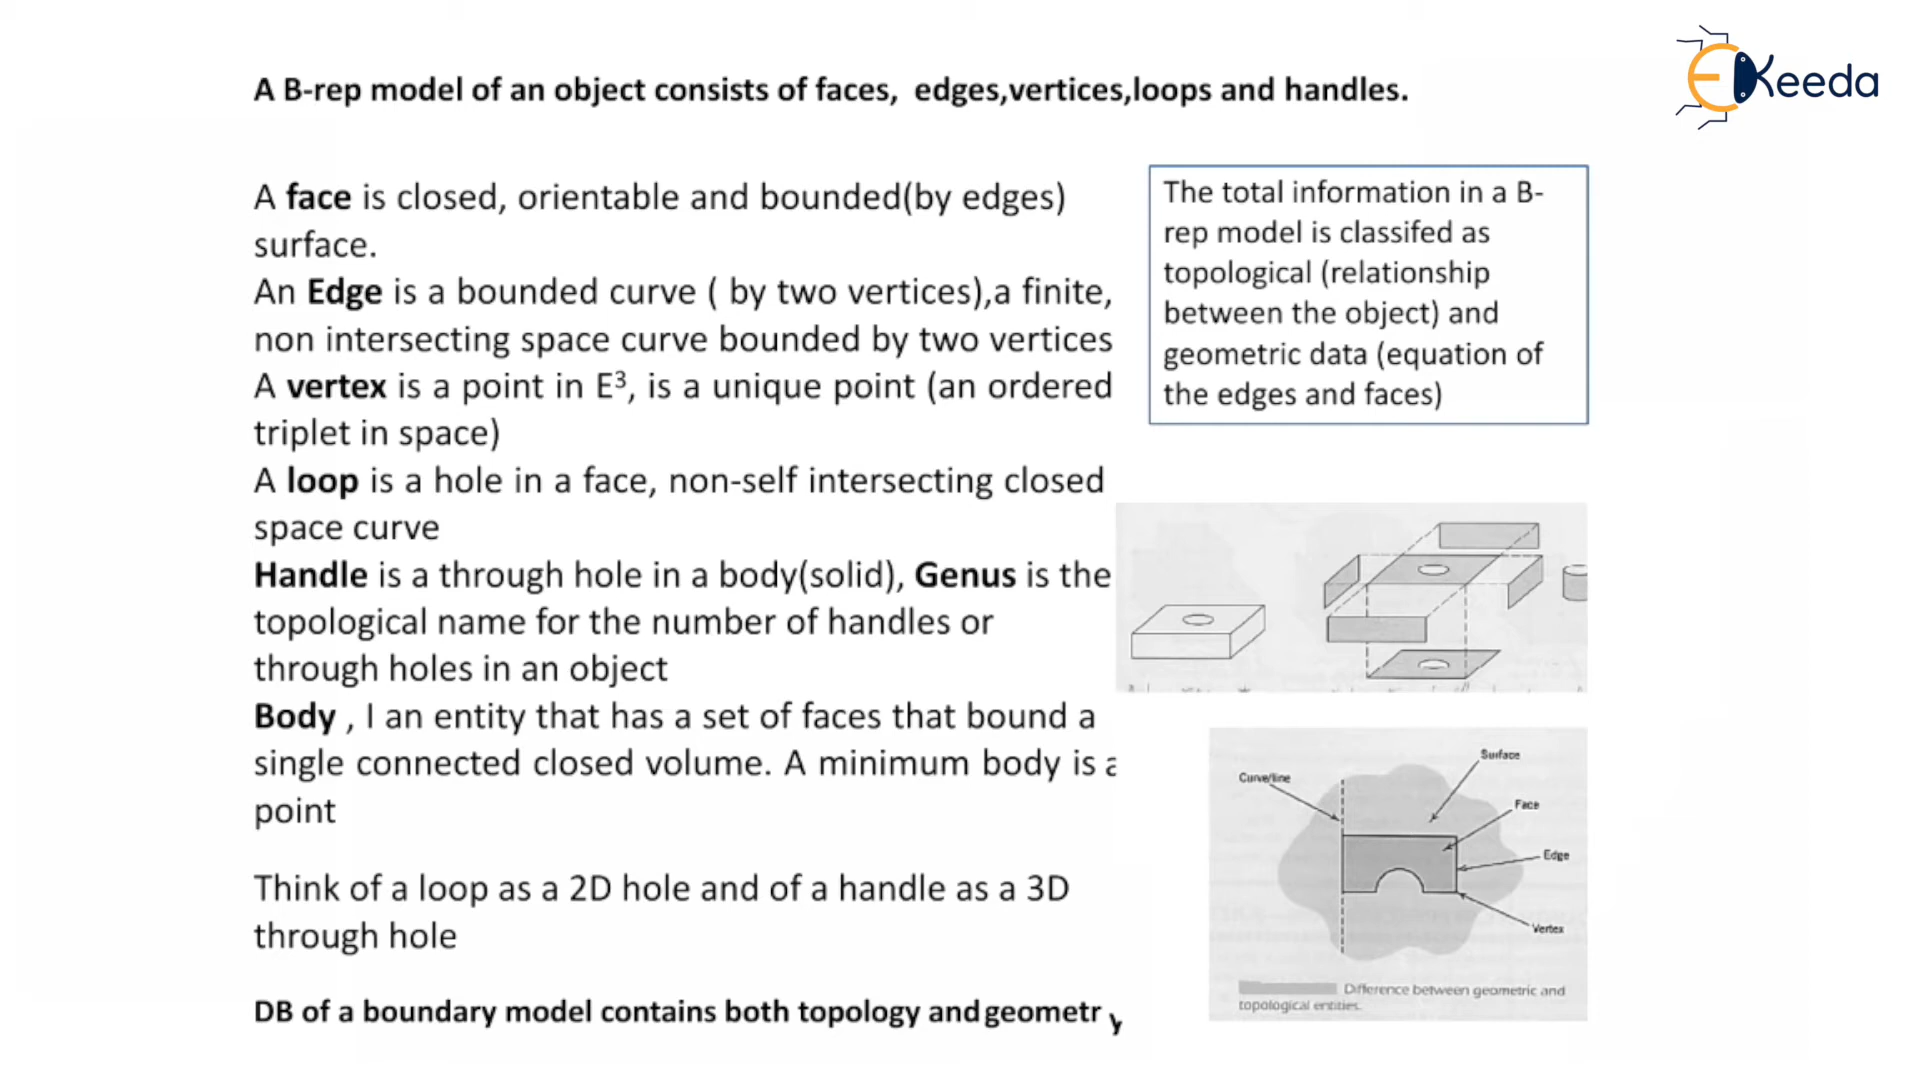 A B-rep model of an object consists of faces,  edges,vertices,loops and handles.
EKeeda
A face is closed, orientable and bounded(by edges)
surface.
An Edge is a bounded curve ( by two vertices),a finite,
non intersecting space curve bounded by two vertices
A vertex is a point in E³, is a unique point (an ordered
triplet in space)
A loop is a hole in a face, non-self intersecting closed
space curve
Handle is a through hole in a body(solid), Genus is the
topological name for the number of handles or
through holes in an object
Body , I an entity that has a set of faces that bound a
single connected closed volume. A minimum body is a
point
Think of a loop as a 2D hole and of a handle as a 3D
through hole
DB of a boundary model contains both topology and geometry
The total information in a B-
rep model is classifed as
topological (relationship
between the object) and
geometric data (equation of
the edges and faces)
Surface
Curve/line
Face
Edge
Vertex
Difference between geometric and
topological entities.